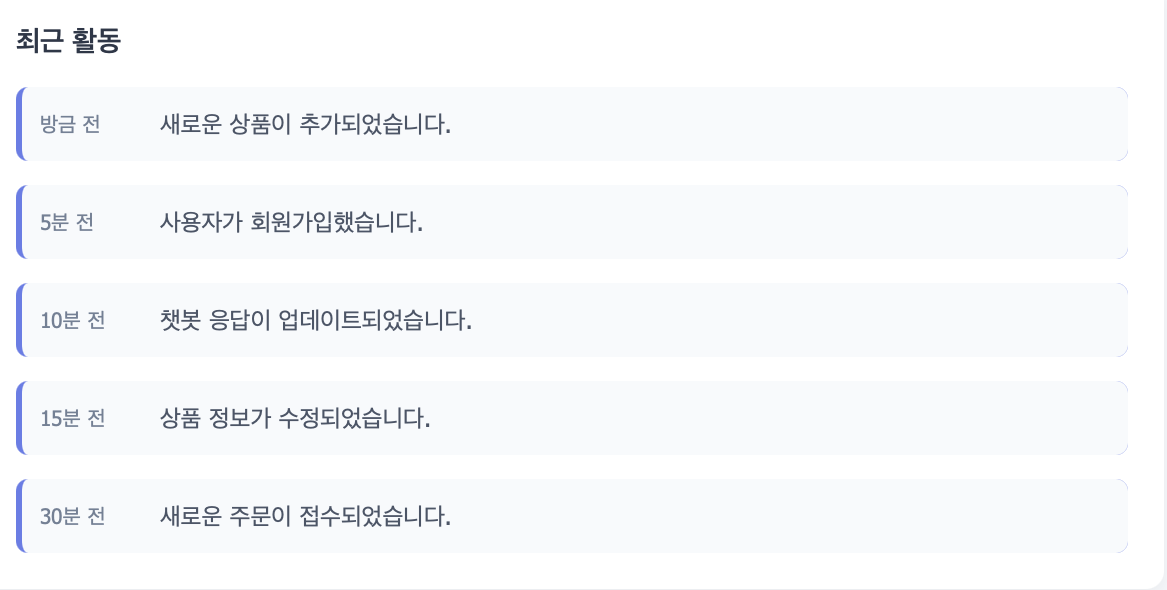 최근 활동
방금 전 새로운 상품이 추가되었습니다.
5분 전 사용자가 회원가입했습니다.
10분 전 챗봇 응답이 업데이트되었습니다.
15분 전 상품 정보가 수정되었습니다.
30분 전 새로운 주문이 접수되었습니다.